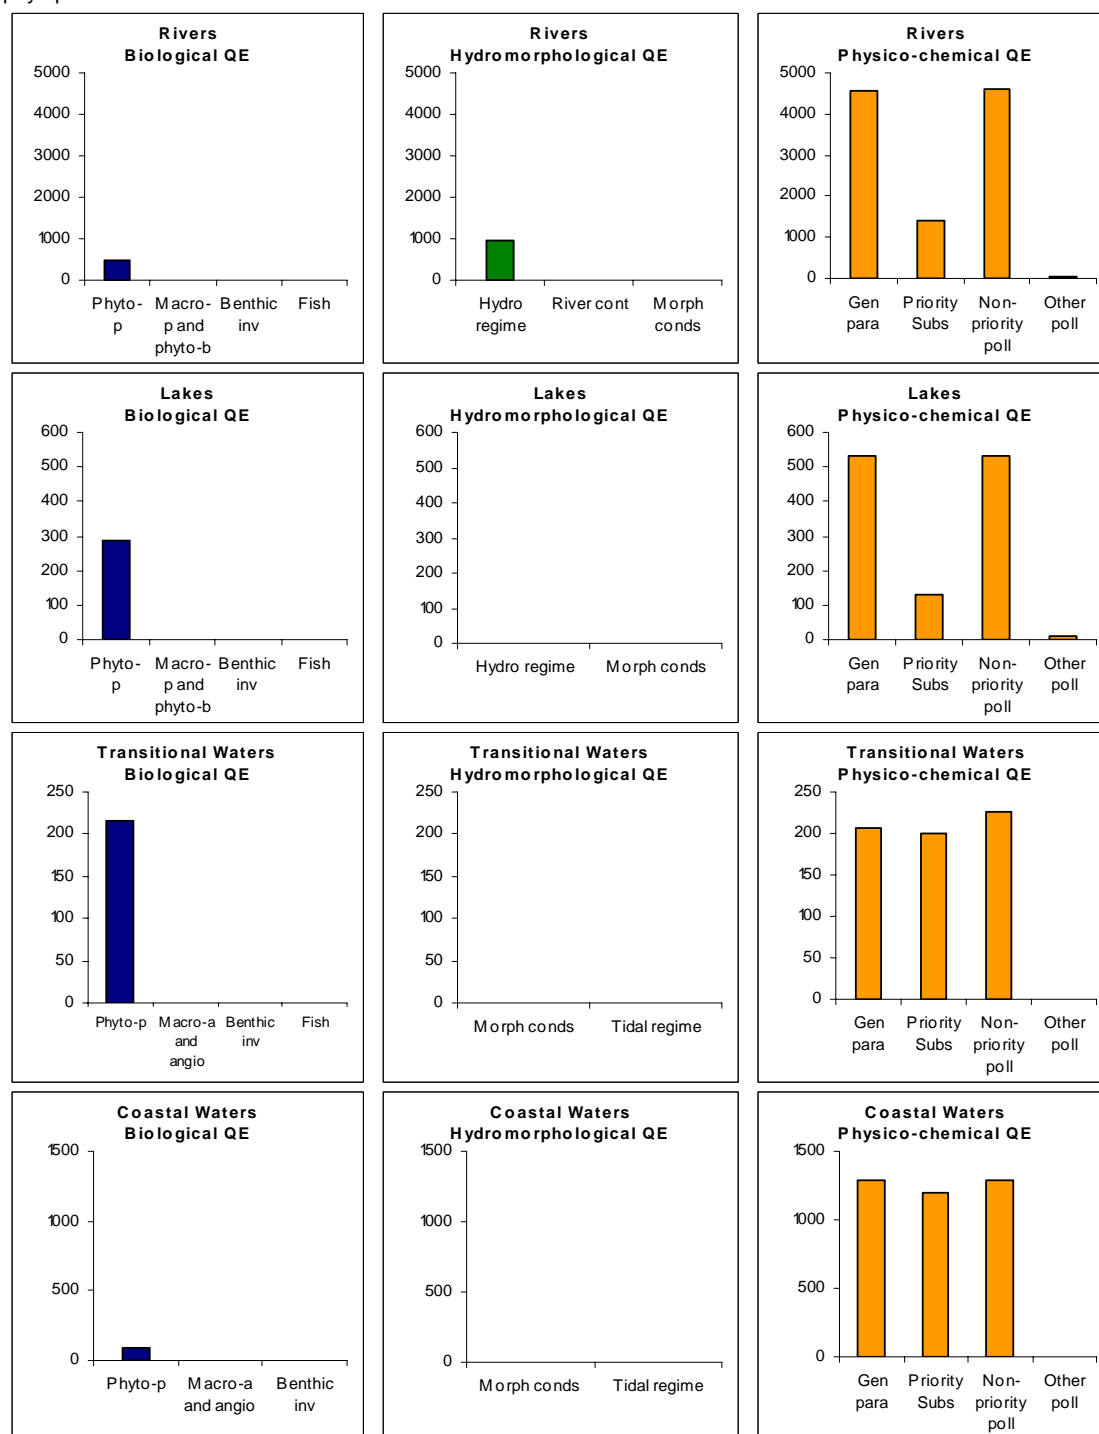 Rivers
Biological QE
5000
4000
3000
2000
1000
0
Phyto-
p
Macro-
p and
phyto-b
Benthic
inv
Fish
Rivers
Hydromorphological QE
5000
4000
3000
2000
1000
0
Hydro
regime
River cont
Morph
conds
Rivers
Physico-chemical QE
5000
4000
3000
2000
1000
0
Gen
para
Priority
Subs
Non-
priority
poll
Other
poll
Lakes
Biological QE
600
500
400
300
200
100
0
Phyto-
p
Macro-
p and
phyto-b
Benthic
inv
Fish
Lakes
Hydromorphological QE
600
500
400
300
200
100
0
Hydro regime
Morph conds
Lakes
Physico-chemical QE
600
500
400
300
200
100
0
Gen
para
Priority
Subs
Non-
priority
poll
Other
poll
Transitional Waters
Biological QE
250
200
150
100
50
0
Phyto-p
Macro-a
and
angio
Benthic
inv
Fish
Transitional Waters
Hydromorphological QE
250
200
150
100
50
0
Morph conds
Tidal regime
Transitional Waters
Physico-chemical QE
250
200
150
100
50
0
Gen
para
Priority
Subs
Non-
priority
poll
Other
poll
Coastal Waters
Biological QE
1500
1000
500
0
Phyto-p
Macro-a
and angio
Benthic
inv
Coastal Waters
Hydromorphological QE
1500
1000
500
0
Morph conds
Tidal regime
Coastal Waters
Physico-chemical QE
1500
1000
500
0
Gen
para
Priority
Subs
Non-
priority
poll
Other
poll